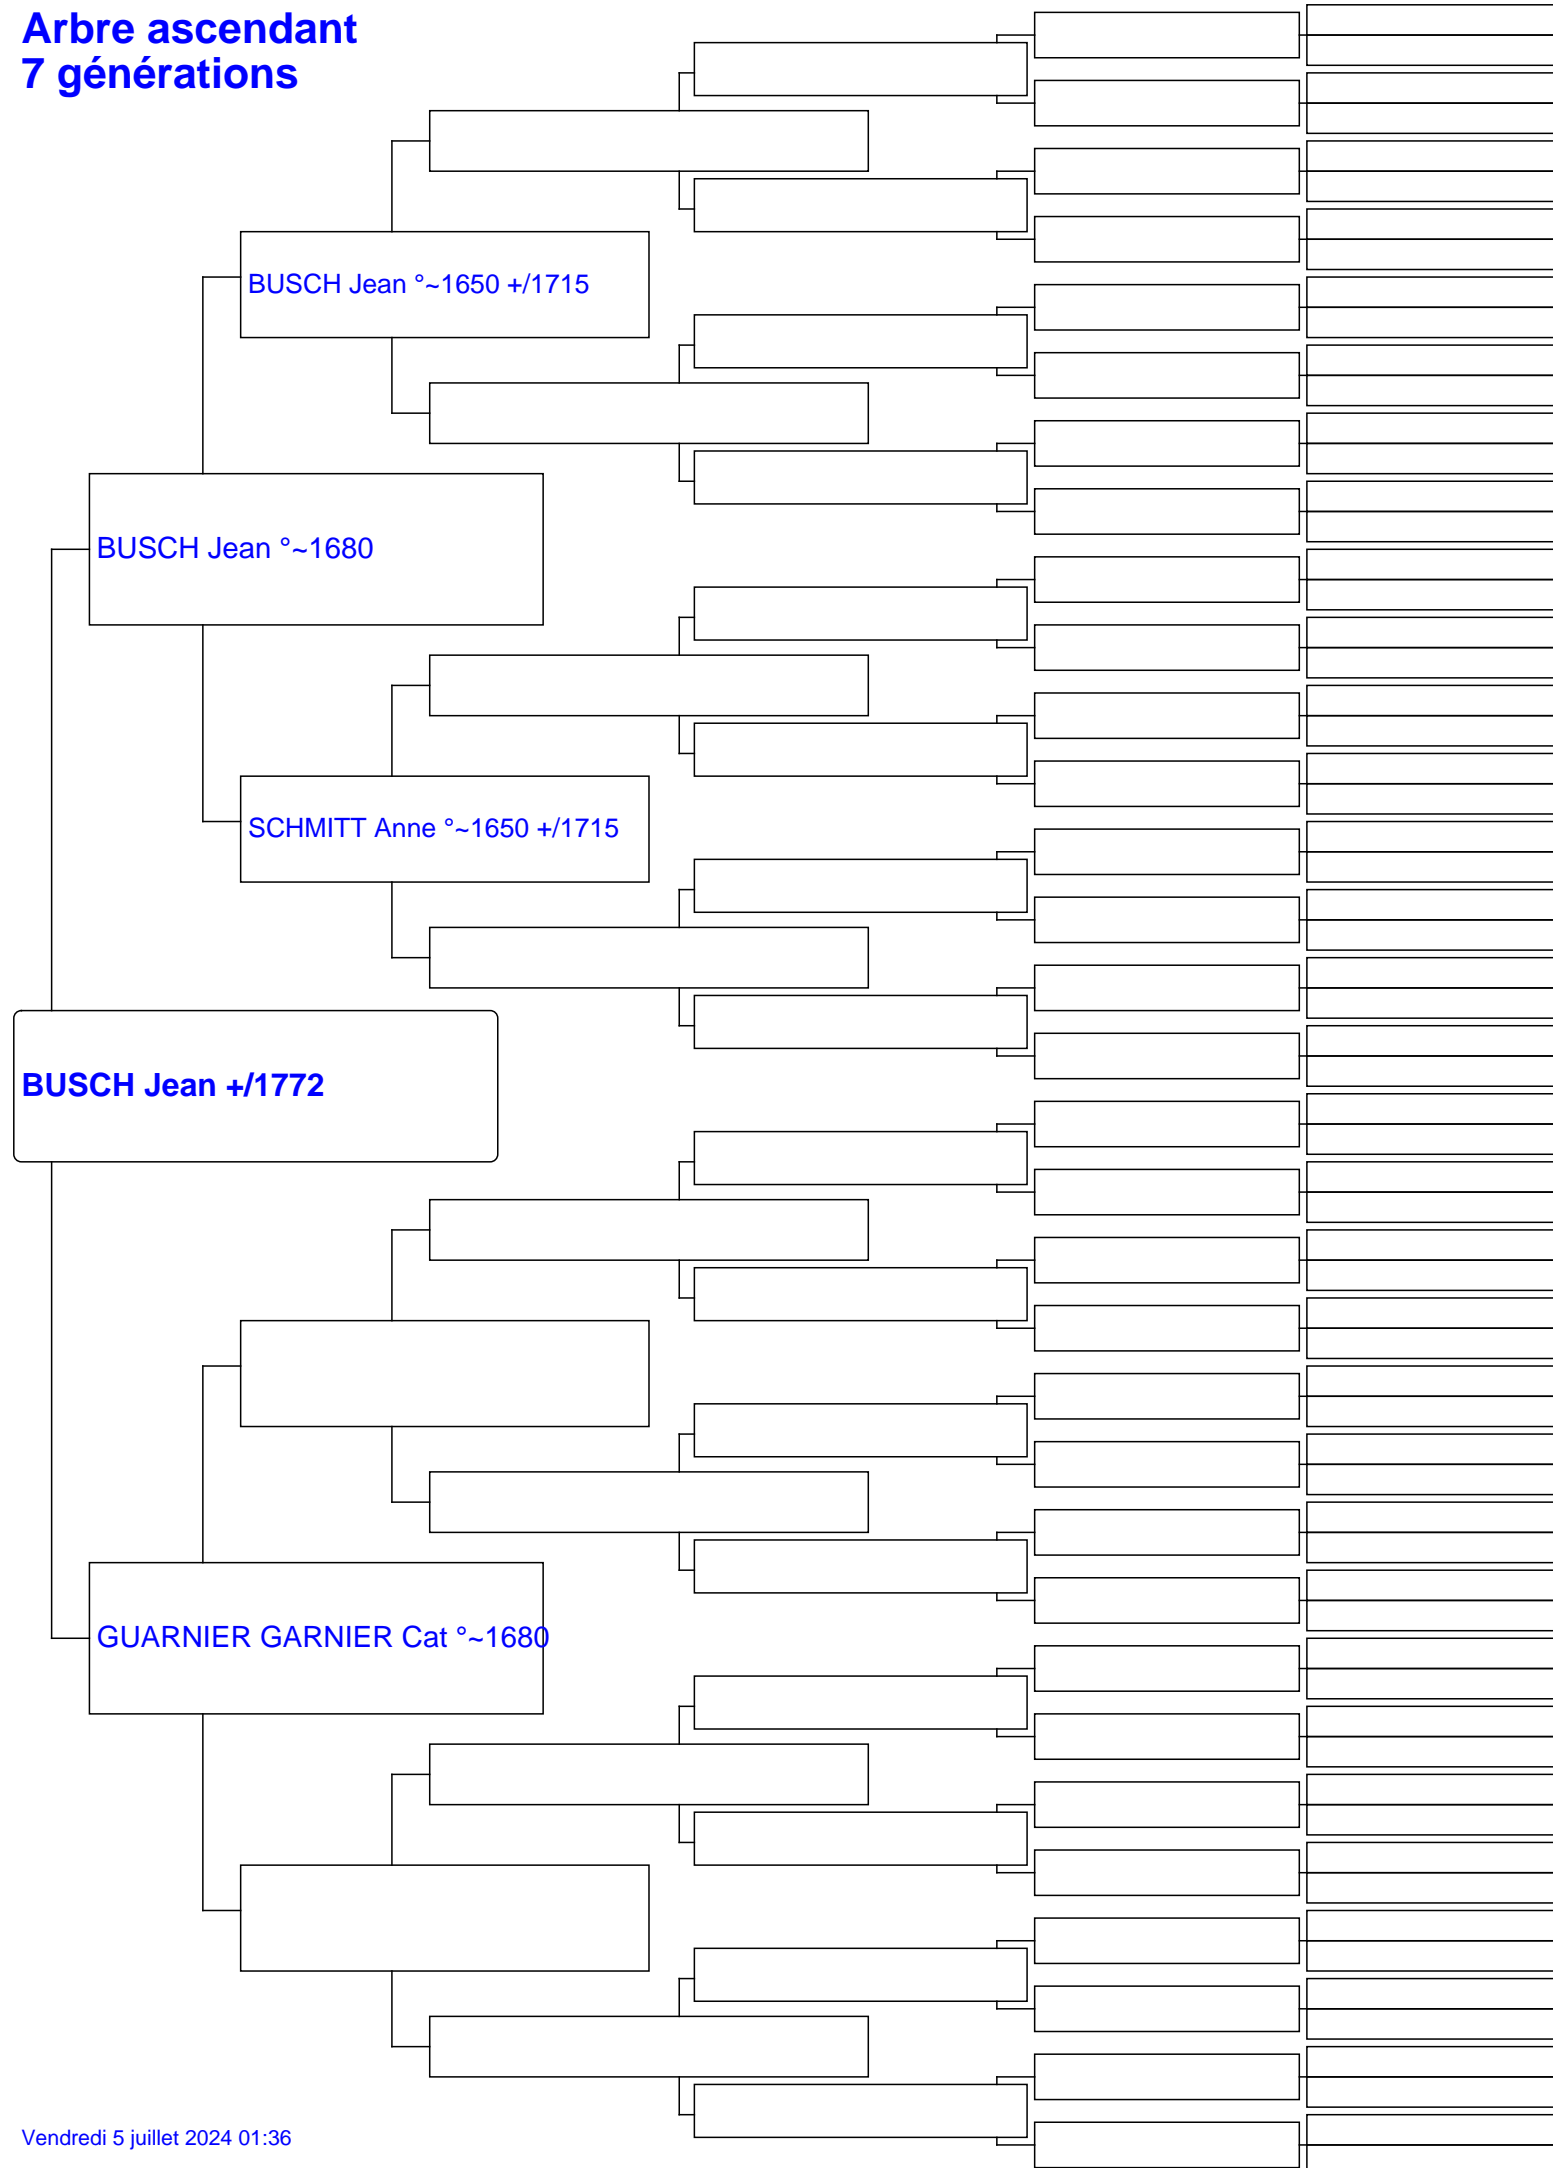 Arbre ascendant
7 générations
BUSCH Jean °~1650 +/1715
BUSCH Jean °~1680
SCHMITT Anne °~1650 +/1715
BUSCH Jean +/1772
GUARNIER GARNIER Cat °~1680
Vendredi 5 juillet 2024 01:36